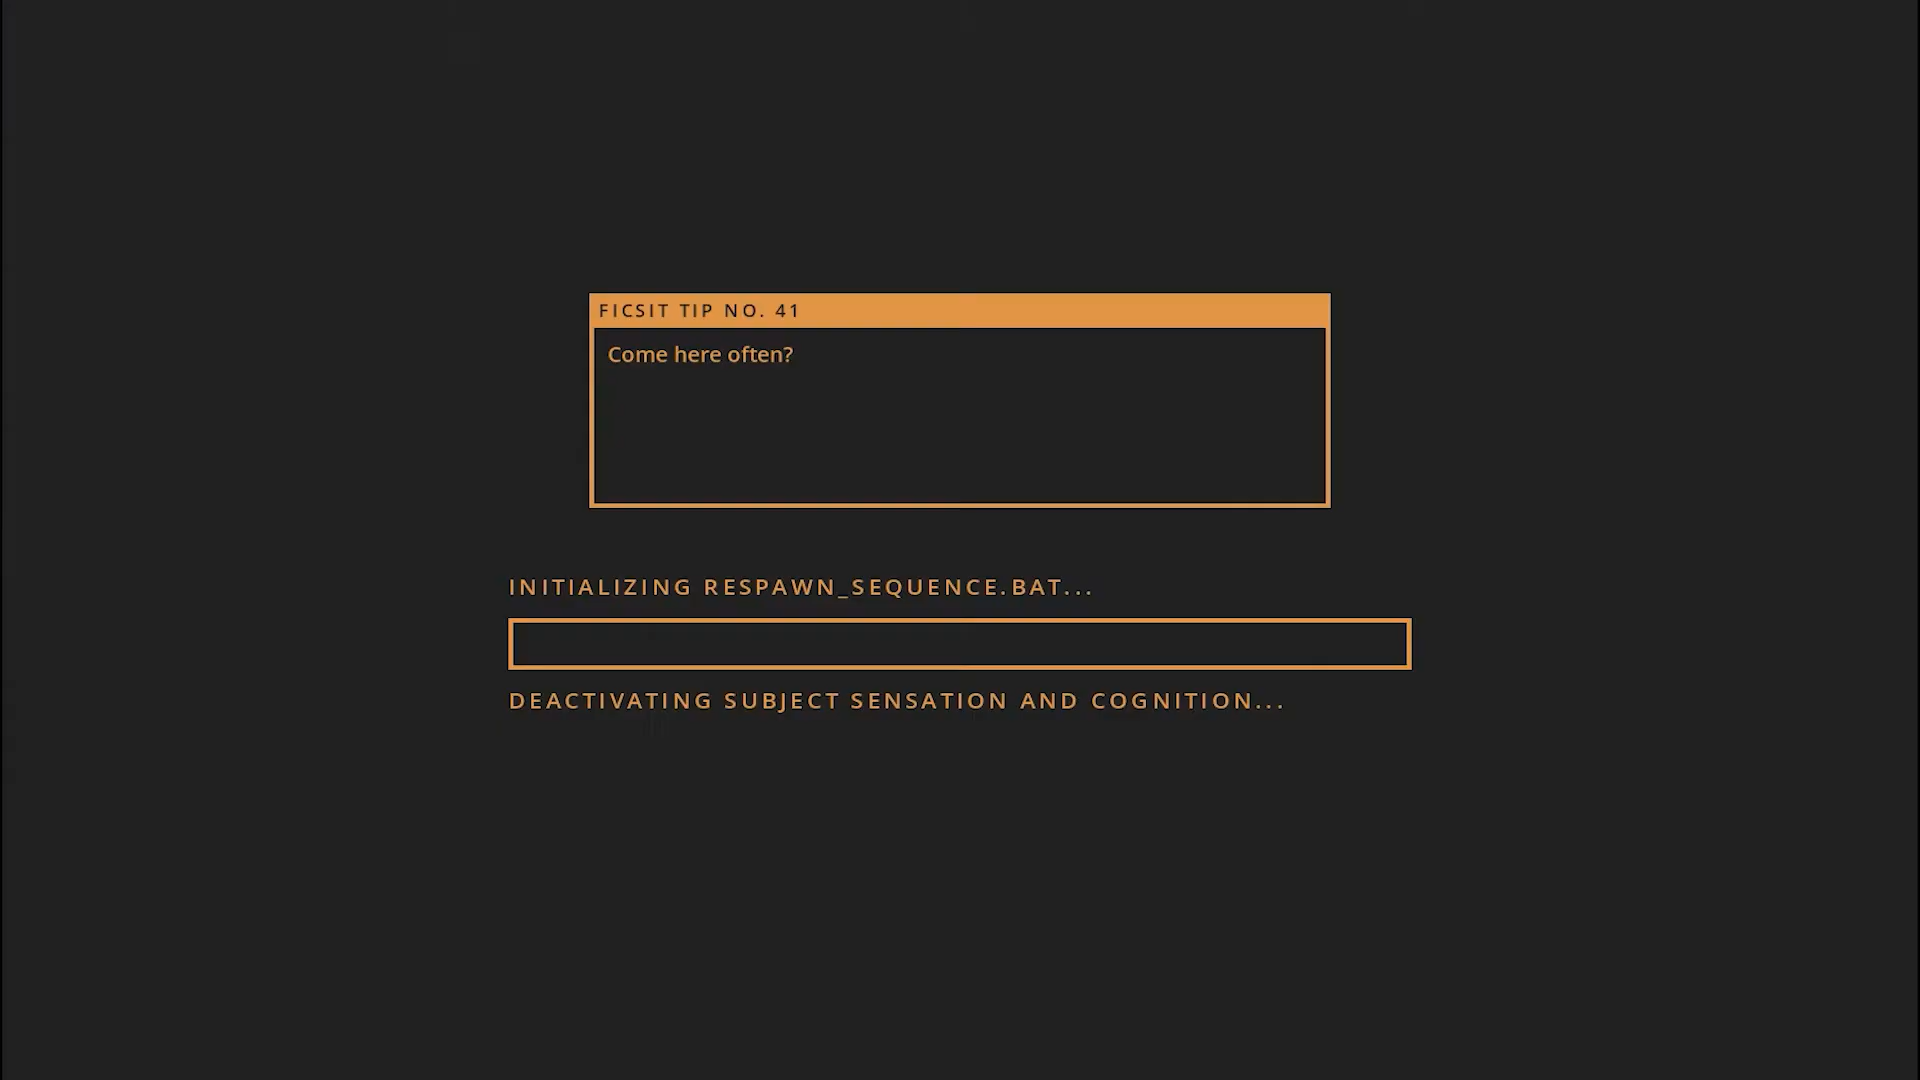 FICSIT TIP NO. 41
Come here often?
INITIALIZING RESPAWN_SEQUENCE.BAT...
DEACTIVATING SUBJECT SENSATION AND COGNITION...